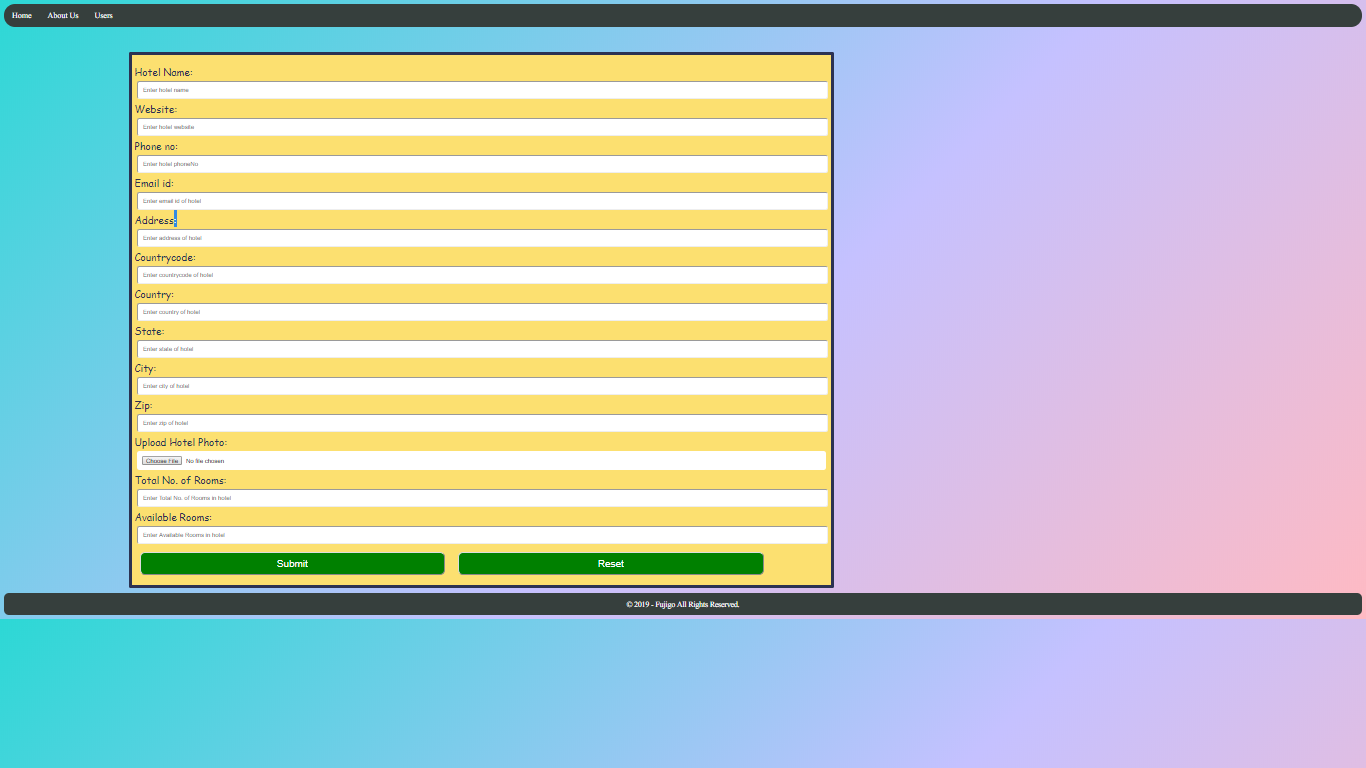 Home About Us Users
Hotel Name:
Enter hotel name
Website:
Enter hotel website
Phone no:
Enter hotel phoneNo
Email id:
Enter email id of hotel
Address:
Enter address of hotel
Countrycode:
Enter countrycode of hotel
Country:
Enter country of hotel
State:
Enter state of hotel
City:
Enter city of hotel
Zip:
Enter zip of hotel
Upload Hotel Photo:
Choose File No file chosen
Total No. of Rooms:
Enter Total No. of Rooms in hotel
Available Rooms:
Enter Available Rooms in hotel
Submit Reset
© 2019 - Fujigo All Rights Reserved.